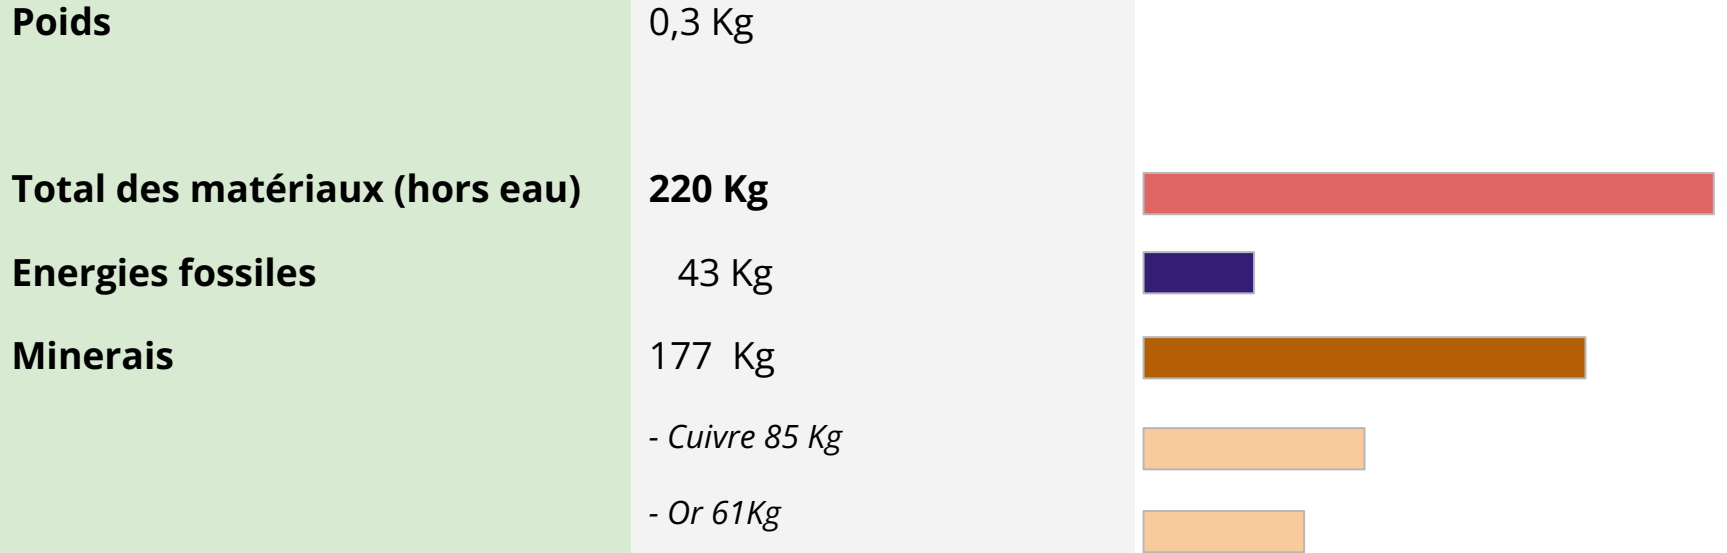 Poids 0,3 Kg
Total des matériaux (hors eau) 220 Kg
Energies fossiles 43 Kg
Minerais 177 Kg
- Cuivre 85 Kg
- Or 61Kg